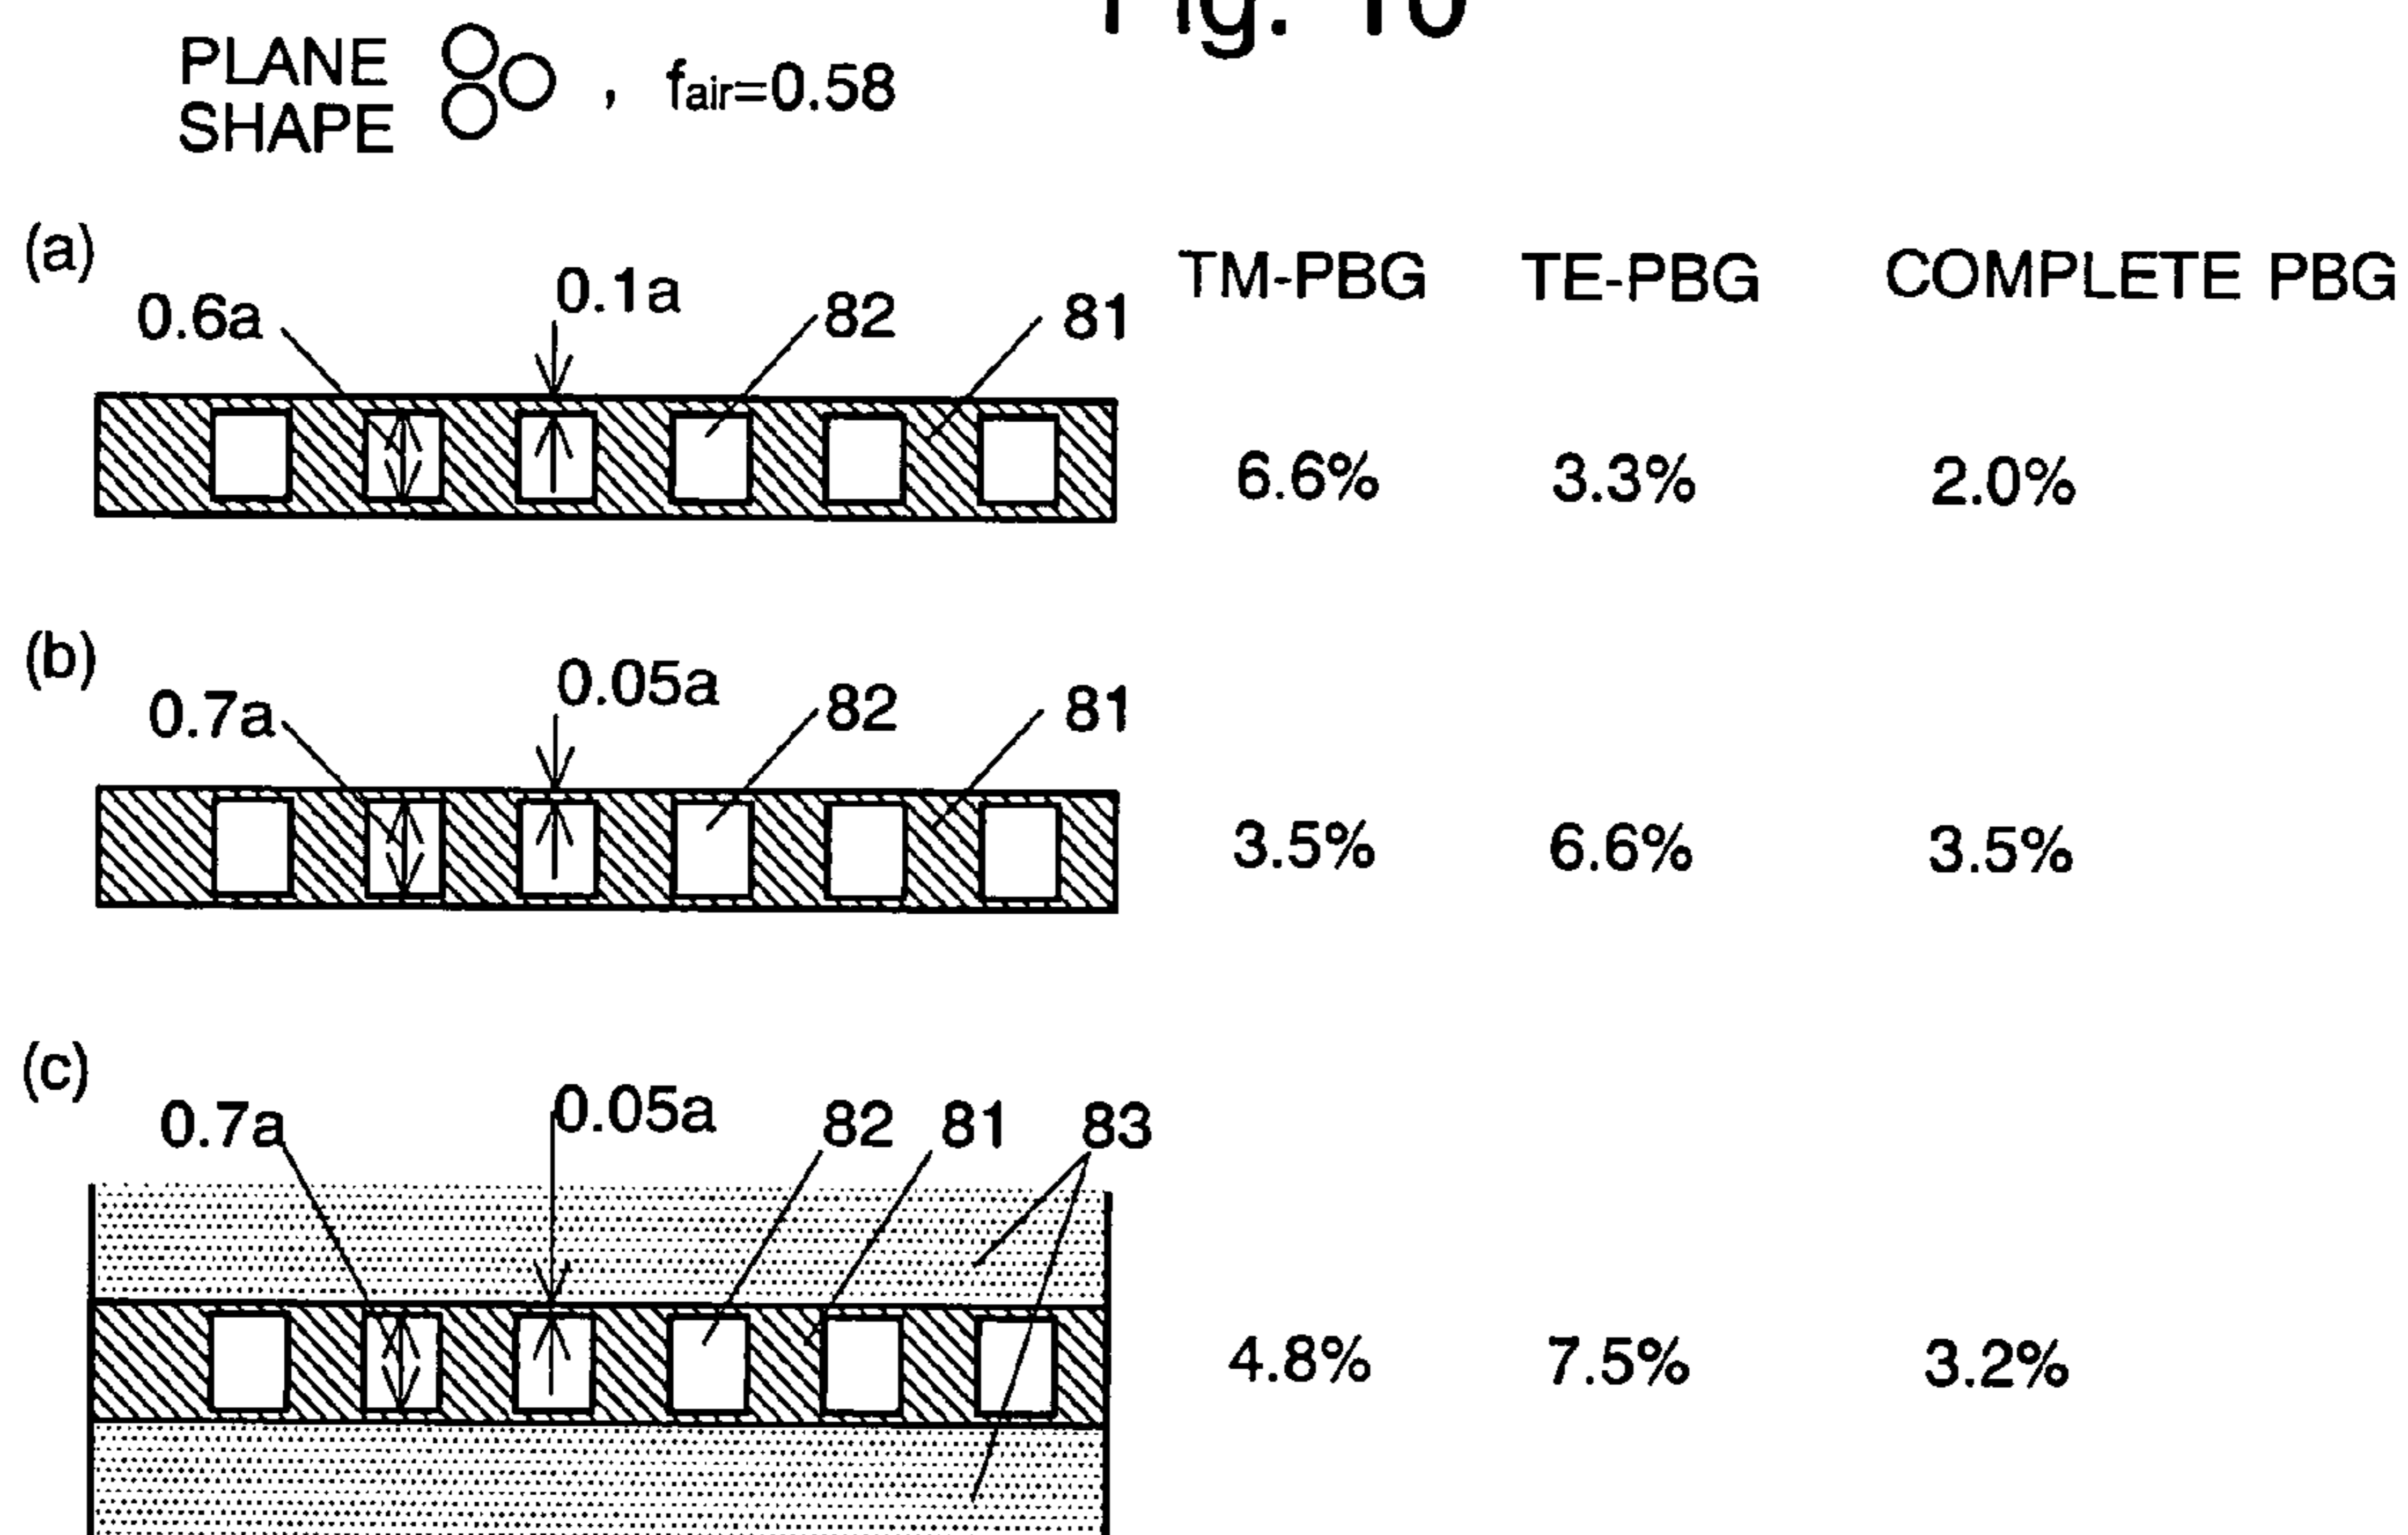 Fig. 10
PLANE
SHAPE
, fair=0.58
(a)
TM-PBG TE-PBG COMPLETE PBG
0.6a 0.1a 82 81
6.6% 3.3% 2.0%
(b)
0.7a 0.05a 82 81
3.5% 6.6% 3.5%
(c)
0.7a 0.05a 82 81 83
4.8% 7.5% 3.2%